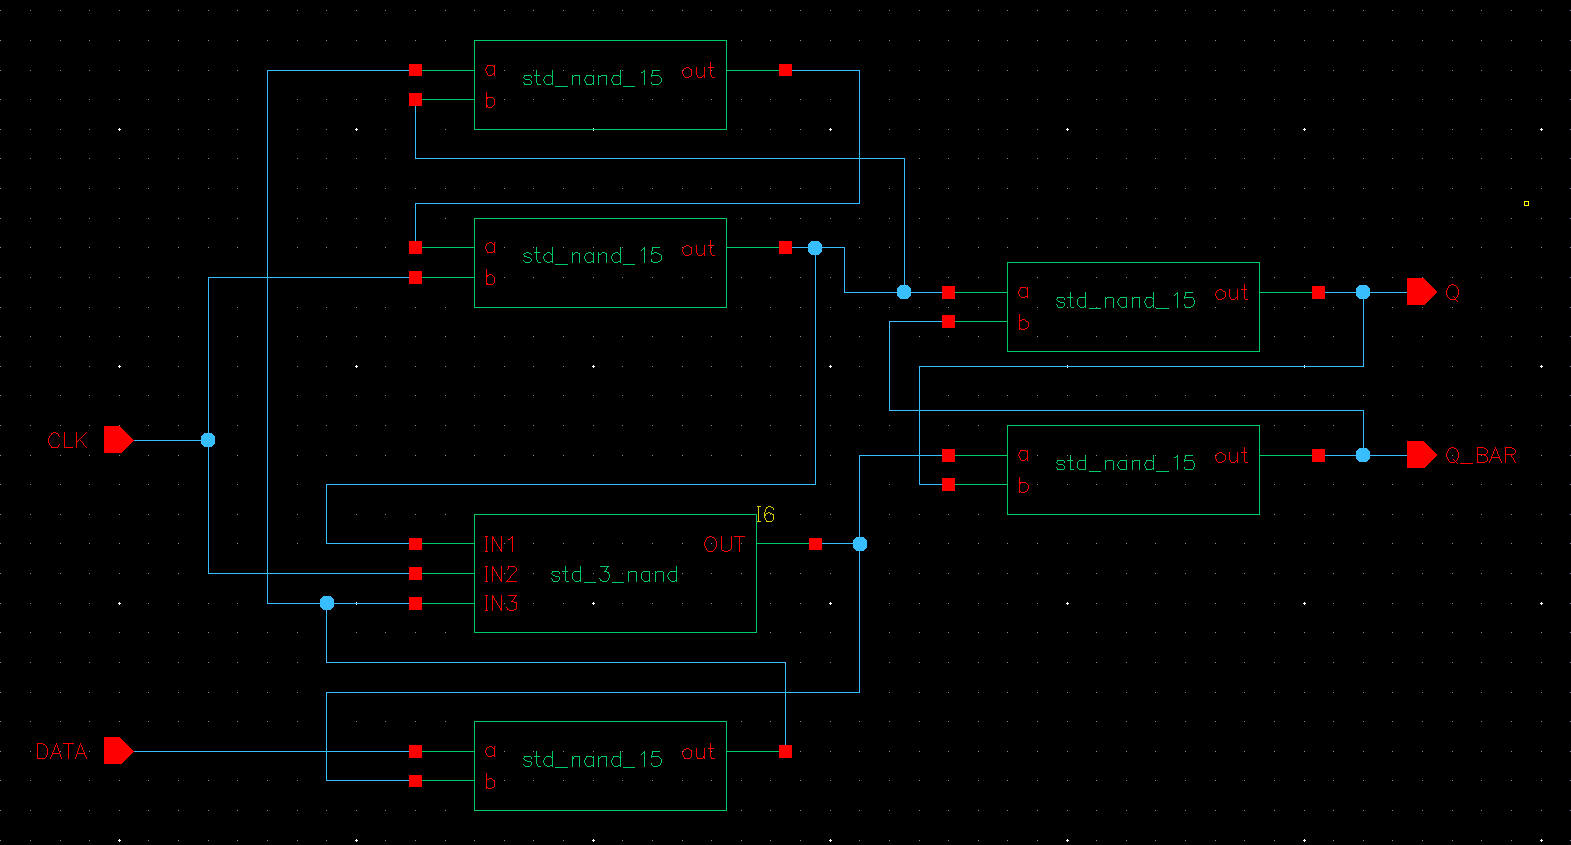 a std_nand_15 out
b
a std_nand_15 out
b
a std_nand_15 out Q
b
CLK
a std_nand_15 out Q_BAR
b
I6
IN1 OUT
IN2 std_3_nand
IN3
DATA a std_nand_15 out
b